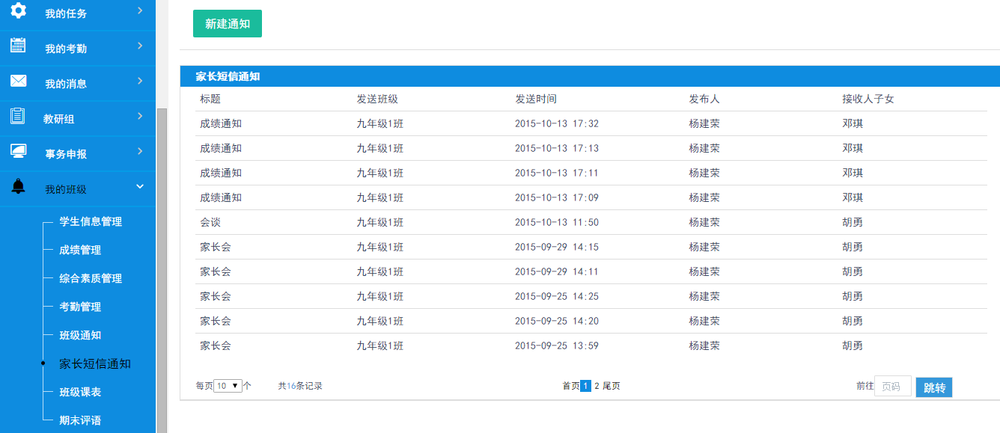 我的任务
我的考勤
我的消息
教研组
事务申报
我的班级
学生信息管理
成绩管理
综合素质管理
考勤管理
班级通知
家长短信通知
班级课表
期末评语
新建通知
家长短信通知
标题 发送班级 发送时间 发布人 接收人子女
成绩通知 九年级1班 2015-10-13 17:32 杨建荣 邓琪
成绩通知 九年级1班 2015-10-13 17:13 杨建荣 邓琪
成绩通知 九年级1班 2015-10-13 17:11 杨建荣 邓琪
成绩通知 九年级1班 2015-10-13 17:09 杨建荣 邓琪
会谈 九年级1班 2015-10-13 11:50 杨建荣 胡勇
家长会 九年级1班 2015-09-29 14:15 杨建荣 胡勇
家长会 九年级1班 2015-09-29 14:11 杨建荣 胡勇
家长会 九年级1班 2015-09-25 14:25 杨建荣 胡勇
家长会 九年级1班 2015-09-25 14:20 杨建荣 胡勇
家长会 九年级1班 2015-09-25 13:59 杨建荣 胡勇
每页 10 个 共16条记录 首页 1 2 尾页 前往 页码 跳转